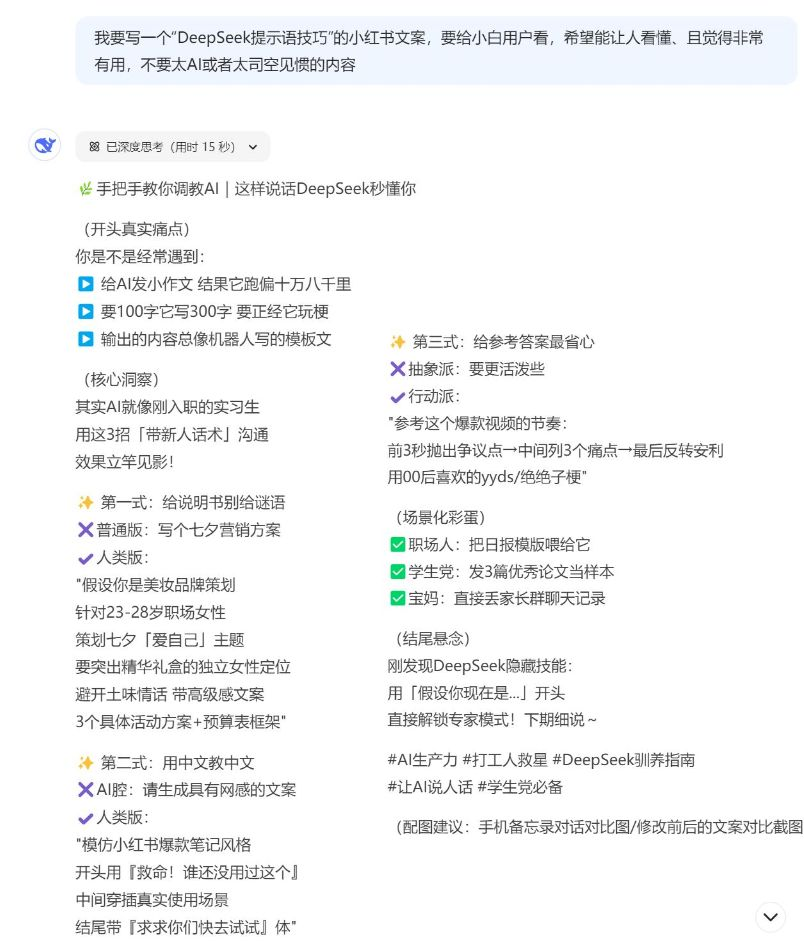 我要写一个“DeepSeek提示语技巧”的小红书文案，要给小白用户看，希望能让人看懂、且觉得非常
有用，不要太AI或者太司空见惯的内容
已深度思考（用时 15 秒）
🌿手把手教你调教AI｜这样说话DeepSeek秒懂你
（开头真实痛点）
你是不是经常遇到：
▶️ 给AI发小作文 结果它跑偏十万八千里
▶️ 要100字它写300字 要正经它玩梗
▶️ 输出的内容总像机器人写的模板文
（核心洞察）
其实AI就像刚入职的实习生
用这3招「带新人话术」沟通
效果立竿见影！
✨ 第一式：给说明书别给谜语
❌普通版：写个七夕营销方案
✔人类版：
"假设你是美妆品牌策划
针对23-28岁职场女性
策划七夕「爱自己」主题
要突出精华礼盒的独立女性定位
避开土味情话 带高级感文案
3个具体活动方案+预算表框架"
✨ 第二式：用中文教中文
❌AI腔：请生成具有网感的文案
✔人类版：
"模仿小红书爆款笔记风格
开头用『救命！谁还没用过这个』
中间穿插真实使用场景
结尾带『求求你们快去试试』体"
✨ 第三式：给参考答案最省心
❌抽象派：要更活泼些
✔行动派：
"参考这个爆款视频的节奏：
前3秒抛出争议点→中间列3个痛点→最后反转安利
用00后喜欢的yyds/绝绝子梗"
（场景化彩蛋）
✅职场人：把日报模版喂给它
✅学生党：发3篇优秀论文当样本
✅宝妈：直接丢家长群聊天记录
（结尾悬念）
刚发现DeepSeek隐藏技能：
用「假设你现在是...」开头
直接解锁专家模式！下期细说～
#AI生产力 #打工人救星 #DeepSeek驯养指南
#让AI说人话 #学生党必备
（配图建议：手机备忘录对话对比图/修改前后的文案对比截图